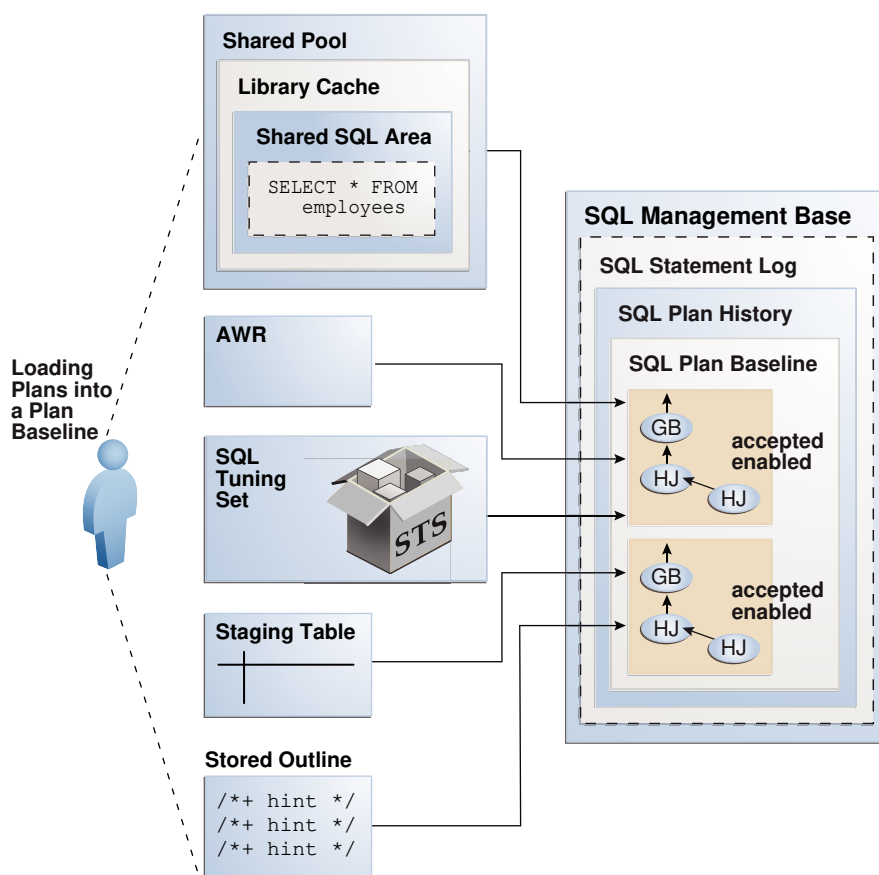 Shared Pool
Library Cache
Shared SQL Area
SELECT * FROM
employees
AWR
Loading
Plans into
a Plan
Baseline
SQL
Tuning
Set
STS
Staging Table
Stored Outline
/*+ hint */
/*+ hint */
/*+ hint */
SQL Management Base
SQL Statement Log
SQL Plan History
SQL Plan Baseline
GB
accepted
enabled
HJ
HJ
GB
accepted
enabled
HJ
HJ